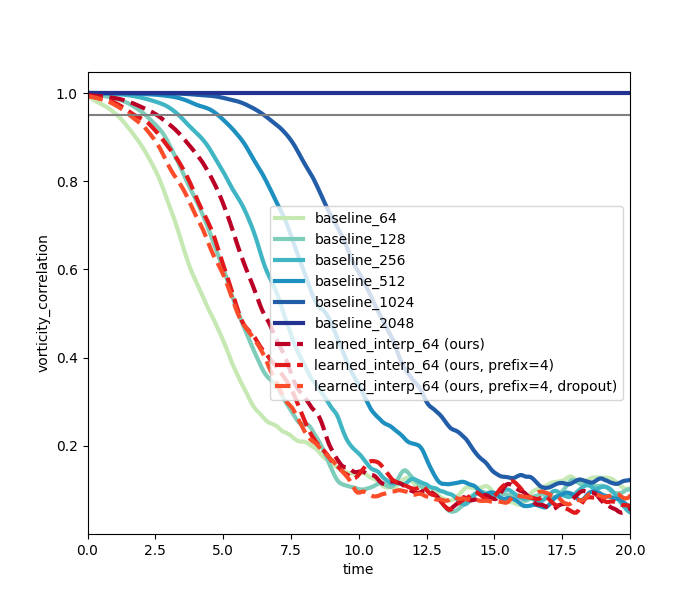 1.0
0.8
0.6
0.4
0.2
vorticity_correlation
baseline_64
baseline_128
baseline_256
baseline_512
baseline_1024
baseline_2048
learned_interp_64 (ours)
learned_interp_64 (ours, prefix=4)
learned_interp_64 (ours, prefix=4, dropout)
0.0 2.5 5.0 7.5 10.0 12.5 15.0 17.5 20.0
time